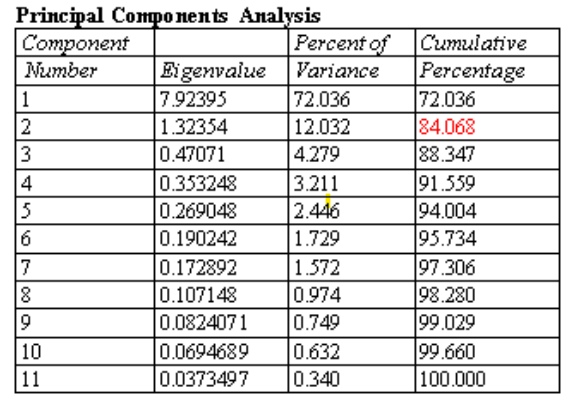 Principal Components Analysis
Component Percent of Cumulative
Number Eigenvalue Variance Percentage
1 7.92395 72.036 72.036
2 1.32354 12.032 84.068
3 0.47071 4.279 88.347
4 0.353248 3.211 91.559
5 0.269048 2.446 94.004
6 0.190242 1.729 95.734
7 0.172892 1.572 97.306
8 0.107148 0.974 98.280
9 0.0824071 0.749 99.029
10 0.0694689 0.632 99.660
11 0.0373497 0.340 100.000